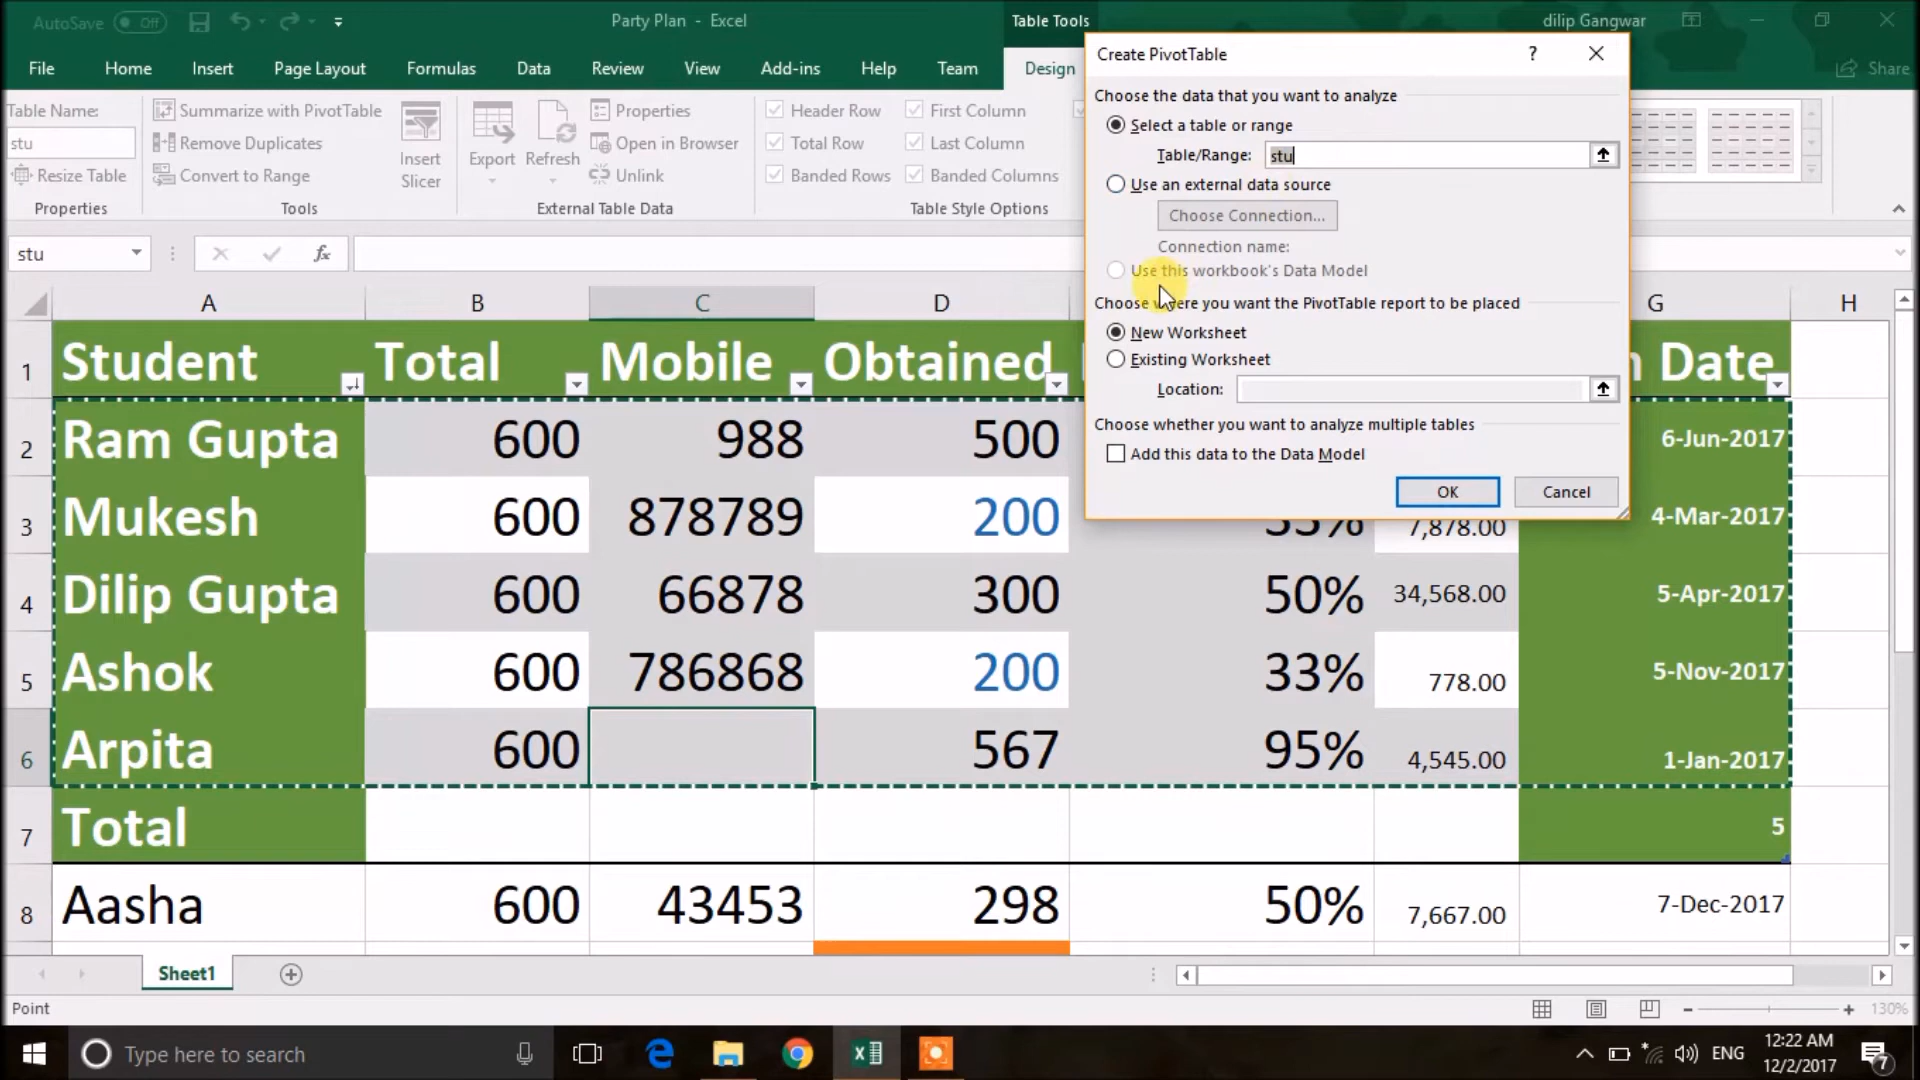 AutoSave Off
Party Plan - Excel
Table Tools
dilip Gangwar
File Home Insert Page Layout Formulas Data Review View Add-ins Help Team Design
Share
Table Name:
stu
Resize Table
Properties
Summarize with PivotTable
Remove Duplicates
Convert to Range
Tools
Insert
Slicer
Export
Refresh
Properties
Open in Browser
Unlink
External Table Data
Header Row
Total Row
Banded Rows
First Column
Last Column
Banded Columns
Table Style Options
Create PivotTable
?
Choose the data that you want to analyze
Select a table or range
Table/Range: stu
Use an external data source
Choose Connection...
Connection name:
Use this workbook's Data Model
Choose where you want the PivotTable report to be placed
New Worksheet
Existing Worksheet
Location:
Choose whether you want to analyze multiple tables
Add this data to the Data Model
OK Cancel
stu
fx
A B C D G H
1 Student Total Mobile Obtained Date
2 Ram Gupta 600 988 500 6-Jun-2017
3 Mukesh 600 878789 200 33% 7,878.00 4-Mar-2017
4 Dilip Gupta 600 66878 300 50% 34,568.00 5-Apr-2017
5 Ashok 600 786868 200 33% 778.00 5-Nov-2017
6 Arpita 600 567 95% 4,545.00 1-Jan-2017
7 Total 5
8 Aasha 600 43453 298 50% 7,667.00 7-Dec-2017
Sheet1
Point
130%
Type here to search
ENG
12:22 AM
12/2/2017
7